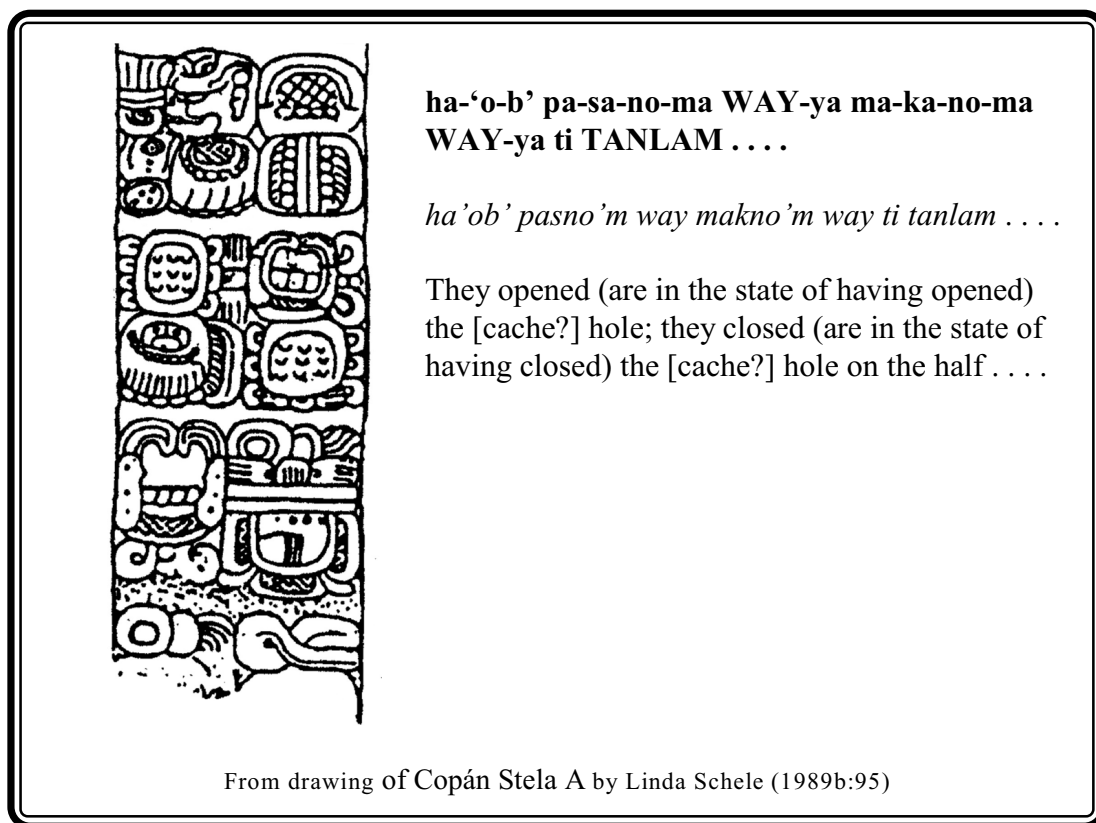 ha-‘o-b’ pa-sa-no-ma WAY-ya ma-ka-no-ma
WAY-ya ti TANLAM . . . .
ha’ob’ pasno’m way makno’m way ti tanlam . . . .
They opened (are in the state of having opened)
the [cache?] hole; they closed (are in the state of
having closed) the [cache?] hole on the half . . . .
From drawing of Copán Stela A by Linda Schele (1989b:95)